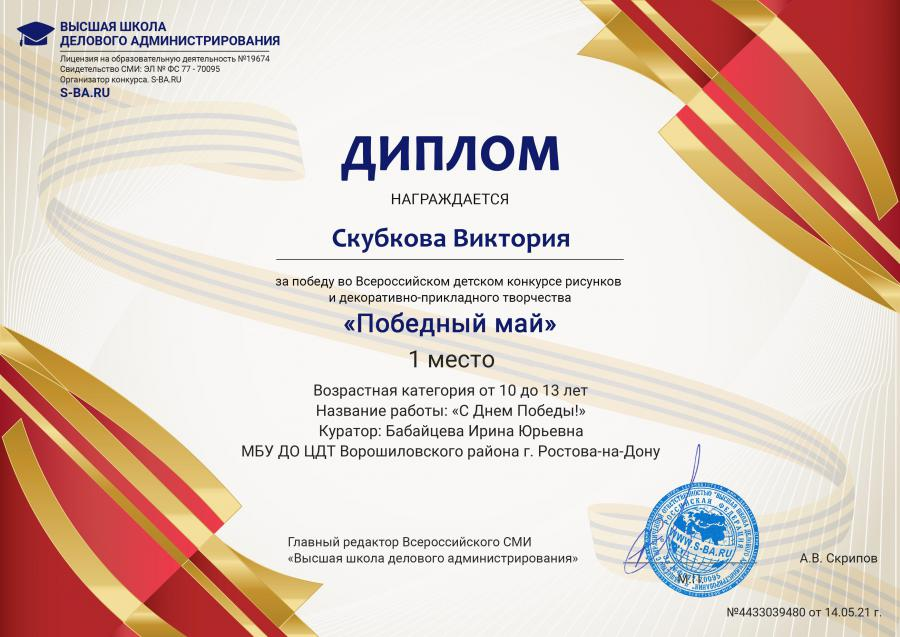 ВЫСШАЯ ШКОЛА
ДЕЛОВОГО АДМИНИСТРИРОВАНИЯ
Лицензия на образовательную деятельность №19674
Свидетельство СМИ: ЭЛ № ФС 77 - 70095
Организатор конкурса. S-BA.RU
S-BA.RU
ДИПЛОМ
НАГРАЖДАЕТСЯ
Скубкова Виктория
за победу во Всероссийском детском конкурсе рисунков
и декоративно-прикладного творчества
«Победный май»
1 место
Возрастная категория от 10 до 13 лет
Название работы: «С Днем Победы!»
Куратор: Бабайцева Ирина Юрьевна
МБУ ДО ЦДТ Ворошиловского района г. Ростова-на-Дону
Главный редактор Всероссийского СМИ
«Высшая школа делового администрирования»
РОССИЙСКАЯ ФЕДЕРАЦИЯ
WWW.S-BA.RU
М.П.
А.В. Скрипов
№4433039480 от 14.05.21 г.